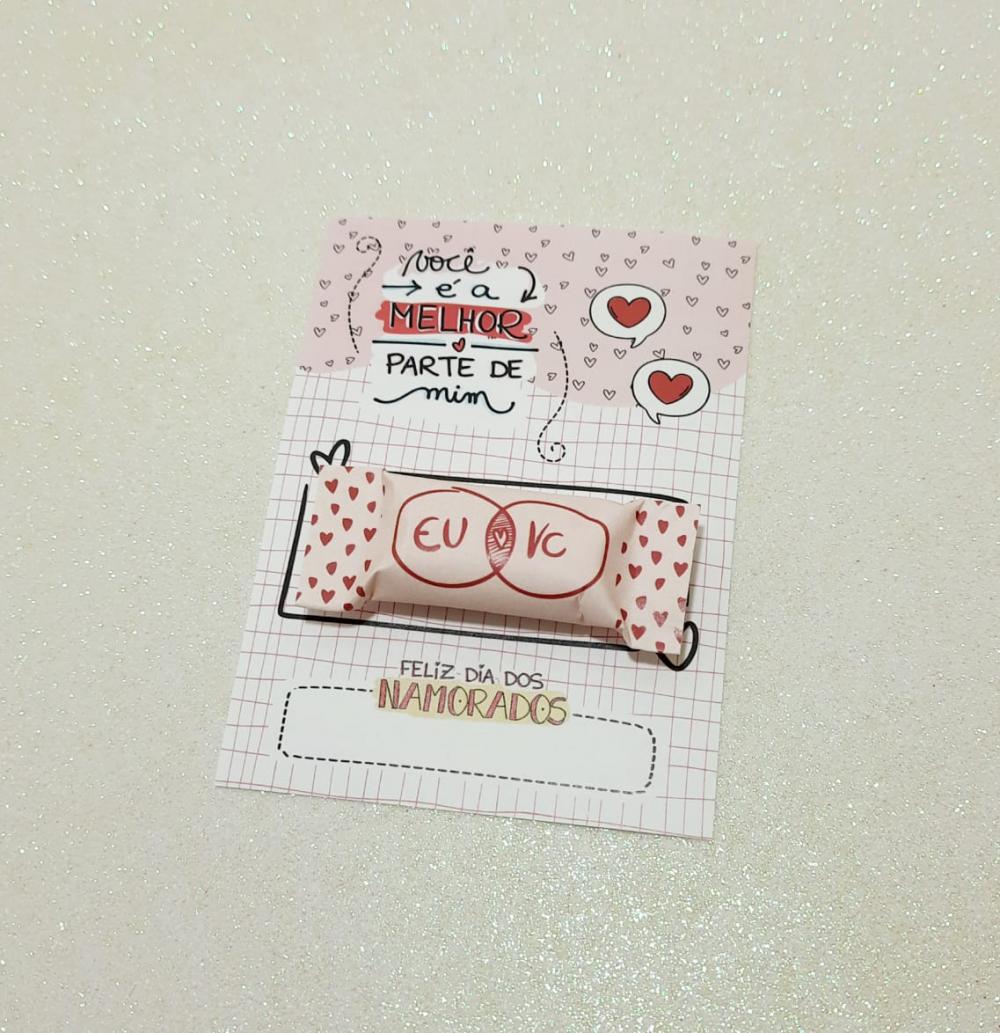 você
é a
MELHOR
PARTE DE
mim
EU VC
FELIZ DIA DOS
NAMORADOS